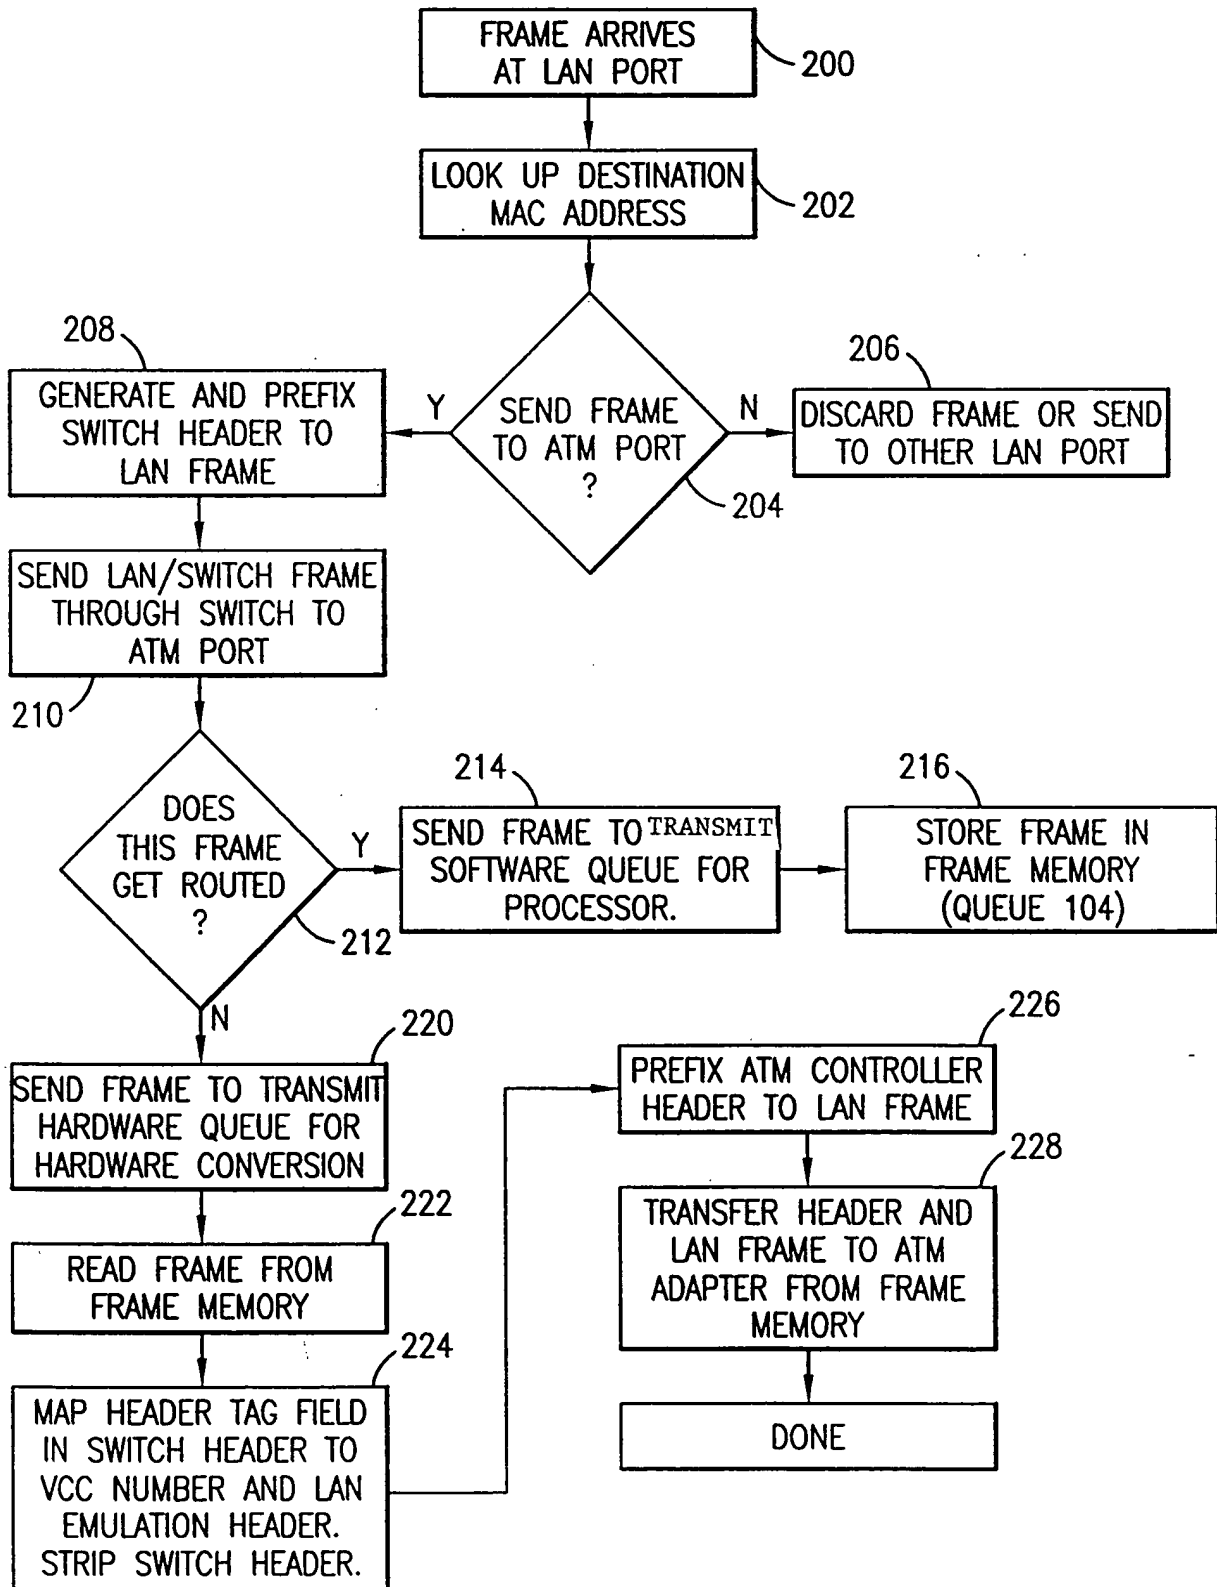 FRAME ARRIVES
AT LAN PORT
200
LOOK UP DESTINATION
MAC ADDRESS
202
208
GENERATE AND PREFIX
SWITCH HEADER TO
LAN FRAME
Y
SEND FRAME
TO ATM PORT
?
N
204
206
DISCARD FRAME OR SEND
TO OTHER LAN PORT
SEND LAN/SWITCH FRAME
THROUGH SWITCH TO
ATM PORT
210
DOES
THIS FRAME
GET ROUTED
?
Y
212
N
214
SEND FRAME TO TRANSMIT
SOFTWARE QUEUE FOR
PROCESSOR.
216
STORE FRAME IN
FRAME MEMORY
(QUEUE 104)
220
SEND FRAME TO TRANSMIT
HARDWARE QUEUE FOR
HARDWARE CONVERSION
222
READ FRAME FROM
FRAME MEMORY
224
MAP HEADER TAG FIELD
IN SWITCH HEADER TO
VCC NUMBER AND LAN
EMULATION HEADER.
STRIP SWITCH HEADER.
226
PREFIX ATM CONTROLLER
HEADER TO LAN FRAME
228
TRANSFER HEADER AND
LAN FRAME TO ATM
ADAPTER FROM FRAME
MEMORY
DONE